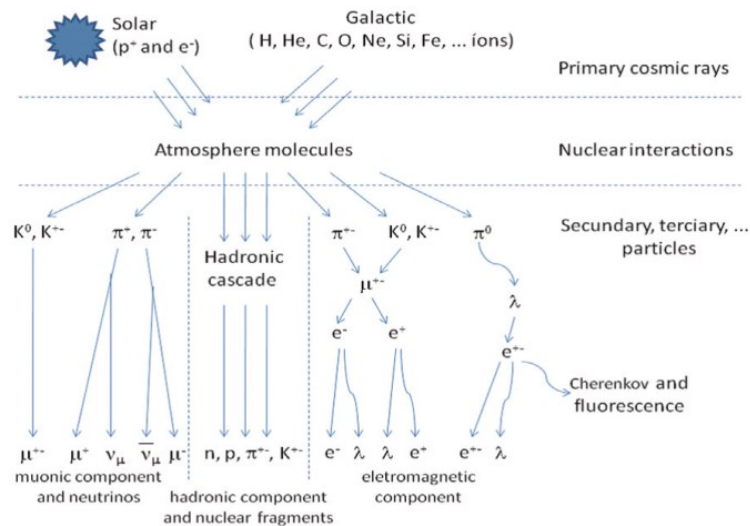 Solar
(p⁺ and e⁻)
Galactic
( H, He, C, O, Ne, Si, Fe, ... íons)
Primary cosmic rays
Atmosphere molecules
Nuclear interactions
K⁰, K⁺⁻
π⁺, π⁻
π⁺⁻
K⁰, K⁺⁻
π⁰
Secundary, terciary, ...
particles
Hadronic
cascade
μ⁺⁻
λ
e⁻
e⁺
e⁺⁻
Cherenkov and
fluorescence
μ⁺⁻
μ⁺
ν_μ
ν̅_μ
μ⁻
n, p, π⁺⁻, K⁺⁻
e⁻
λ
λ
e⁺
e⁺⁻
λ
muonic component
and neutrinos
hadronic component
and nuclear fragments
eletromagnetic
component